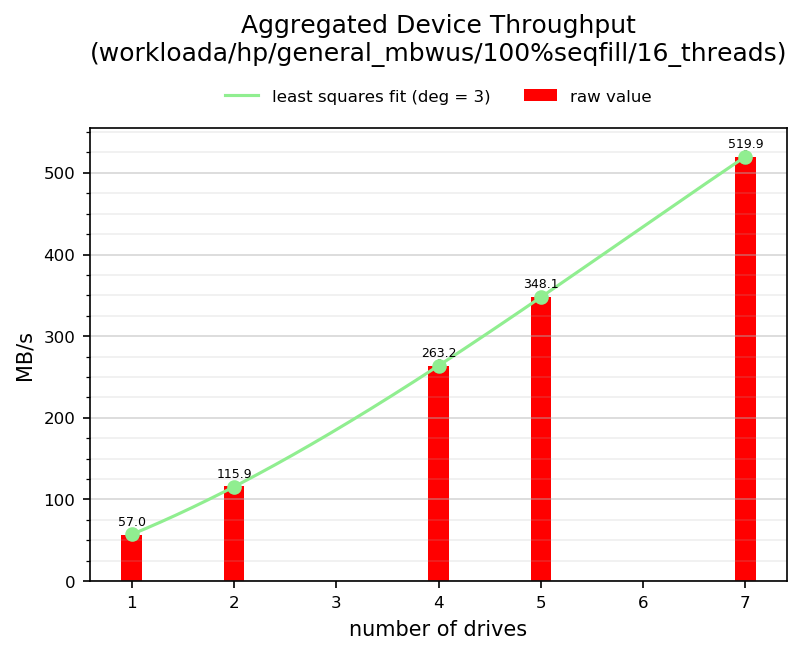 Aggregated Device Throughput
(workloada/hp/general_mbwus/100%seqfill/16_threads)
least squares fit (deg = 3)
raw value
519.9
500
400
348.1
MB/s
300
263.2
200
115.9
100
57.0
0
1 2 3 4 5 6 7
number of drives